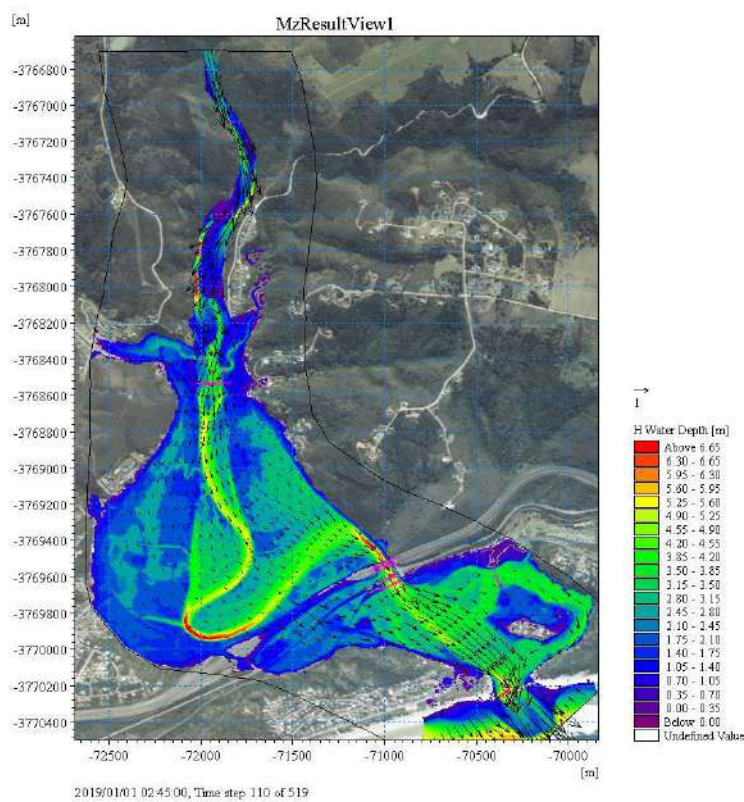 MzResultView1
[m]
-3766800
-3767000
-3767200
-3767400
-3767600
-3767800
-3768000
-3768200
-3768400
-3768600
-3768800
-3769000
-3769200
-3769400
-3769600
-3769800
-3770000
-3770200
-3770400
-72500
-72000
-71500
-71000
-70500
-70000
[m]
1
H Water Depth [m]
Above 6.65
6.30 - 6.65
5.95 - 6.30
5.60 - 5.95
5.25 - 5.60
4.90 - 5.25
4.55 - 4.90
4.20 - 4.55
3.85 - 4.20
3.50 - 3.85
3.15 - 3.50
2.80 - 3.15
2.45 - 2.80
2.10 - 2.45
1.75 - 2.10
1.40 - 1.75
1.05 - 1.40
0.70 - 1.05
0.35 - 0.70
0.00 - 0.35
Below 0.00
Undefined Value
2019/01/01 02:45:00, Time step 110 of 519